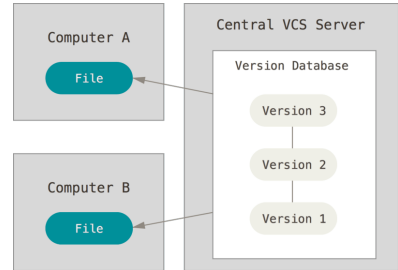 Computer A
File
Central VCS Server
Version Database
Version 3
Version 2
Version 1
Computer B
File